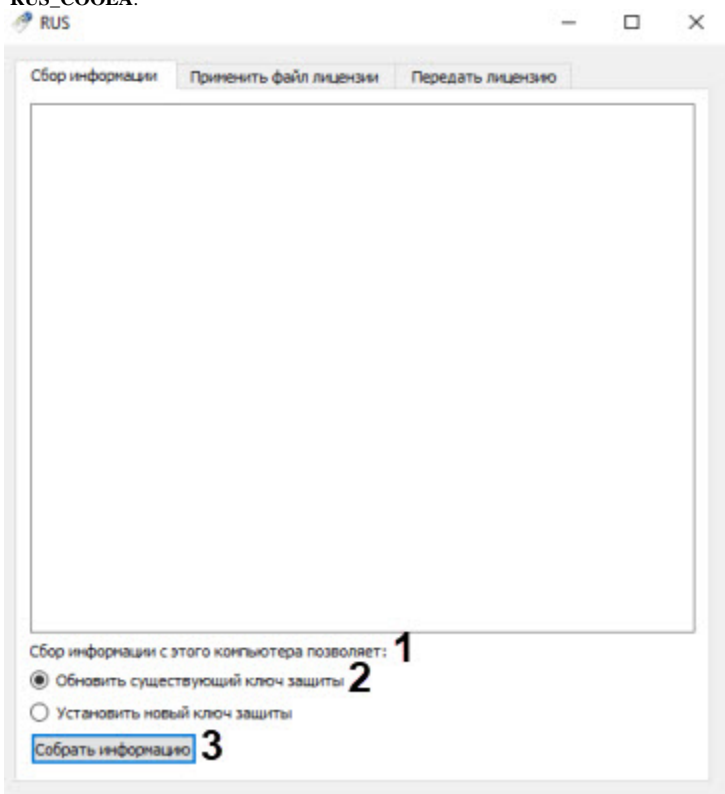 RUS_COOEA.
RUS
Сбор информации Применить файл лицензии Передать лицензию
Сбор информации с этого компьютера позволяет: 1
Обновить существующий ключ защиты 2
Установить новый ключ защиты
Собрать информацию 3